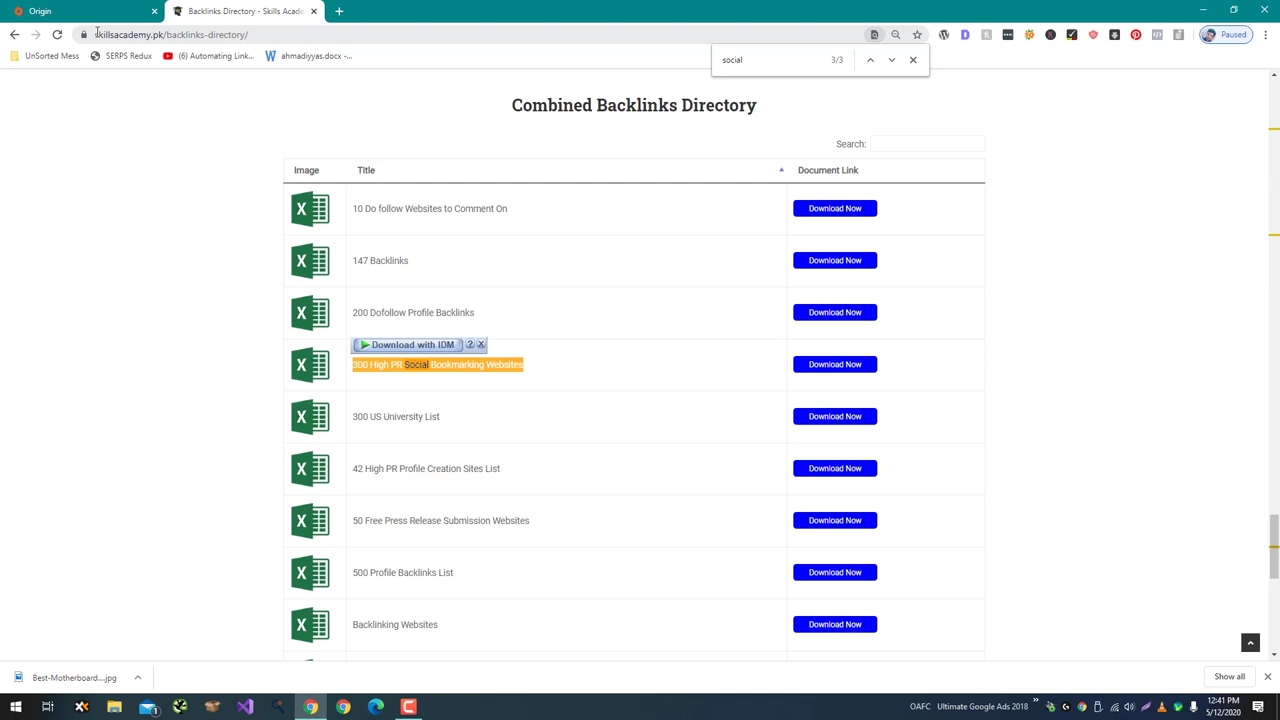 Origin
Backlinks Directory - Skills Acade
skillsacademy.pk/backlinks-directory/
Paused
UnSorted Mess
SERPS Redux
(6) Automating Link...
ahmadiyyas.docx -...
social
3/3
Combined Backlinks Directory
Search:
Image
Title
Document Link
10 Do follow Websites to Comment On
Download Now
147 Backlinks
Download Now
200 Dofollow Profile Backlinks
Download Now
Download with IDM
300 High PR Social Bookmarking Websites
Download Now
300 US University List
Download Now
42 High PR Profile Creation Sites List
Download Now
50 Free Press Release Submission Websites
Download Now
500 Profile Backlinks List
Download Now
Backlinking Websites
Download Now
Best-Motherboard....jpg
Show all
OAFC
Ultimate Google Ads 2018
12:41 PM
5/12/2020